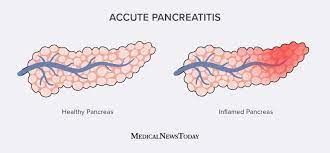 ACCUTE PANCREATITIS
Healthy Pancreas
Inflamed Pancreas
MEDICALNEWSTODAY